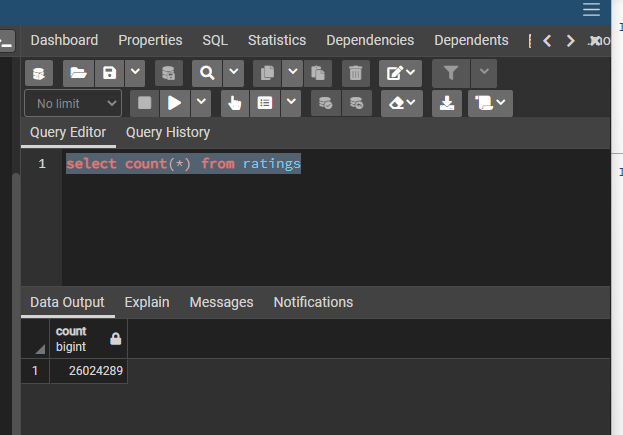 Dashboard Properties SQL Statistics Dependencies Dependents
No limit
Query Editor Query History
1 select count(*) from ratings
Data Output Explain Messages Notifications
count
bigint
1 26024289